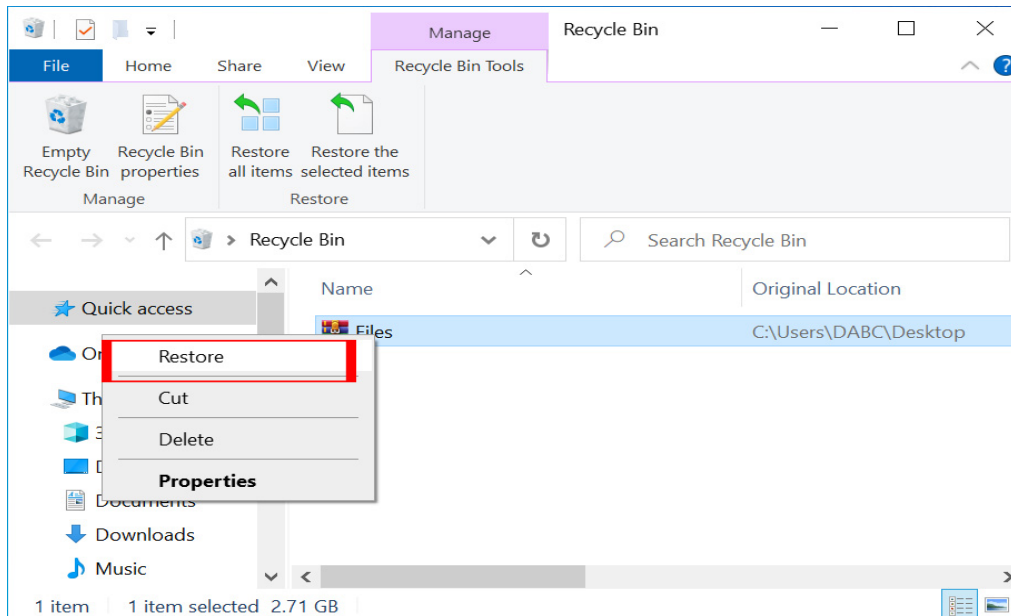 Manage
Recycle Bin
File
Home
Share
View
Recycle Bin Tools
?
Empty
Recycle Bin
Recycle Bin
properties
Restore
all items
Restore the
selected items
Manage
Restore
Recycle Bin
Search Recycle Bin
Name
Original Location
Quick access
Files
C:\Users\DABC\Desktop
Restore
Cut
Delete
Properties
Documents
Downloads
Music
1 item
1 item selected 2.71 GB